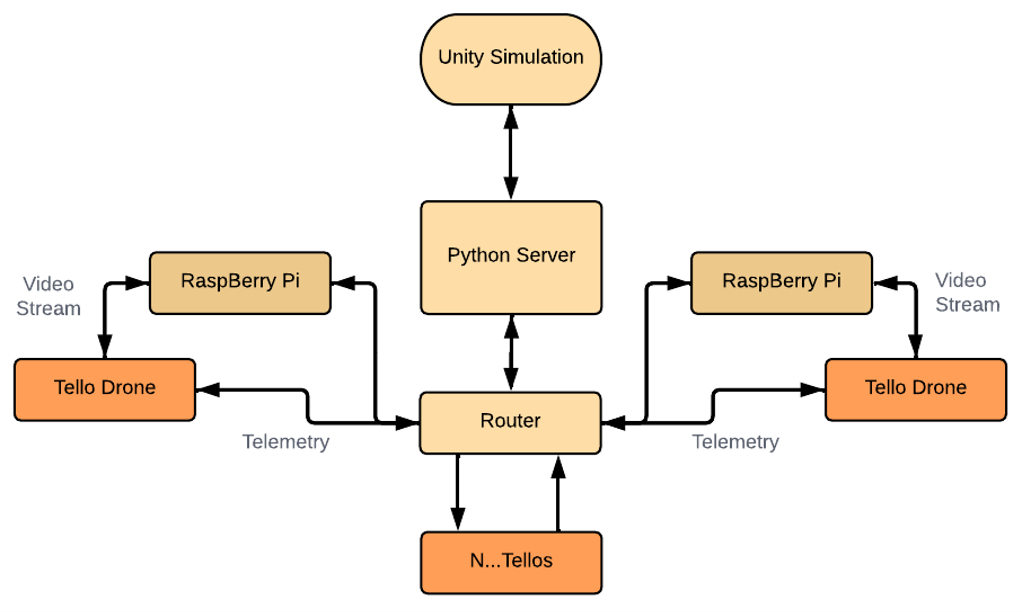 Unity Simulation
Python Server
RaspBerry Pi
RaspBerry Pi
Video
Stream
Video
Stream
Tello Drone
Tello Drone
Router
Telemetry
Telemetry
N...Tellos